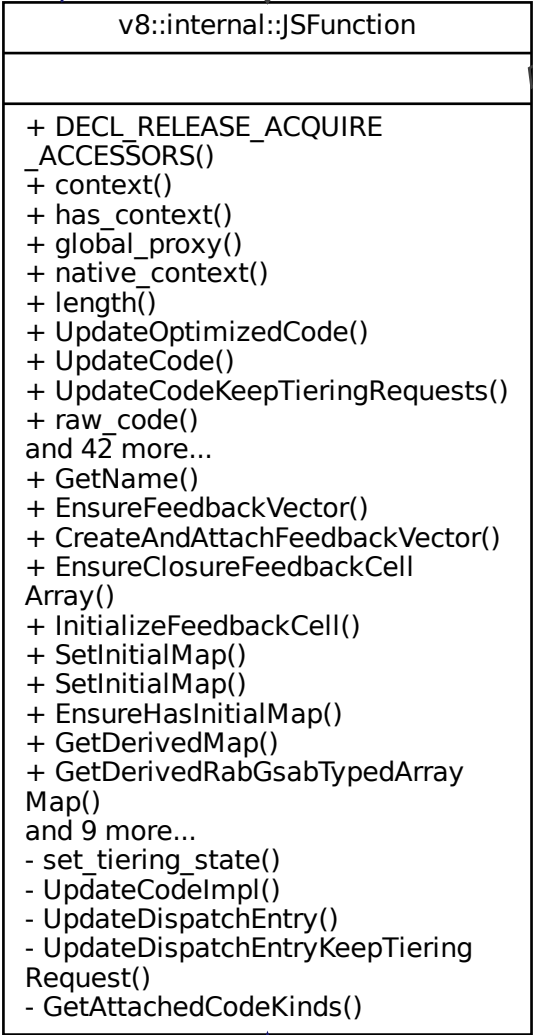 v8::internal::JSFunction
+ DECL_RELEASE_ACQUIRE
_ACCESSORS()
+ context()
+ has_context()
+ global_proxy()
+ native_context()
+ length()
+ UpdateOptimizedCode()
+ UpdateCode()
+ UpdateCodeKeepTieringRequests()
+ raw_code()
and 42 more...
+ GetName()
+ EnsureFeedbackVector()
+ CreateAndAttachFeedbackVector()
+ EnsureClosureFeedbackCell
Array()
+ InitializeFeedbackCell()
+ SetInitialMap()
+ SetInitialMap()
+ EnsureHasInitialMap()
+ GetDerivedMap()
+ GetDerivedRabGsabTypedArray
Map()
and 9 more...
- set_tiering_state()
- UpdateCodeImpl()
- UpdateDispatchEntry()
- UpdateDispatchEntryKeepTiering
Request()
- GetAttachedCodeKinds()